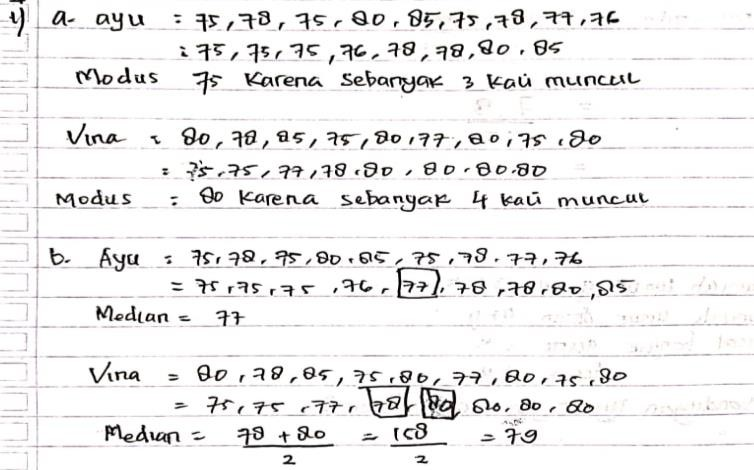 1) a- ayu : 75, 78, 75, 80, 85, 75, 78, 77, 76
: 75, 75, 75, 76, 78, 78, 80, 85
Modus 75 Karena sebanyak 3 kali muncul
Vina : 80, 78, 85, 75, 80, 77, 80, 75, 80
: 75, 75, 77, 78, 80, 80, 80, 80
Modus : 80 Karena sebanyak 4 kali muncul
b. Ayu : 75, 78, 75, 80, 85, 75, 78, 77, 76
= 75, 75, 75, 76, 77, 78, 78, 80, 85
Median = 77
Vina = 80, 78, 85, 75, 80, 77, 80, 75, 80
= 75, 75, 77, 78, 80, 80, 80, 80
Median = 78 + 80 / 2 = 158 / 2 = 79